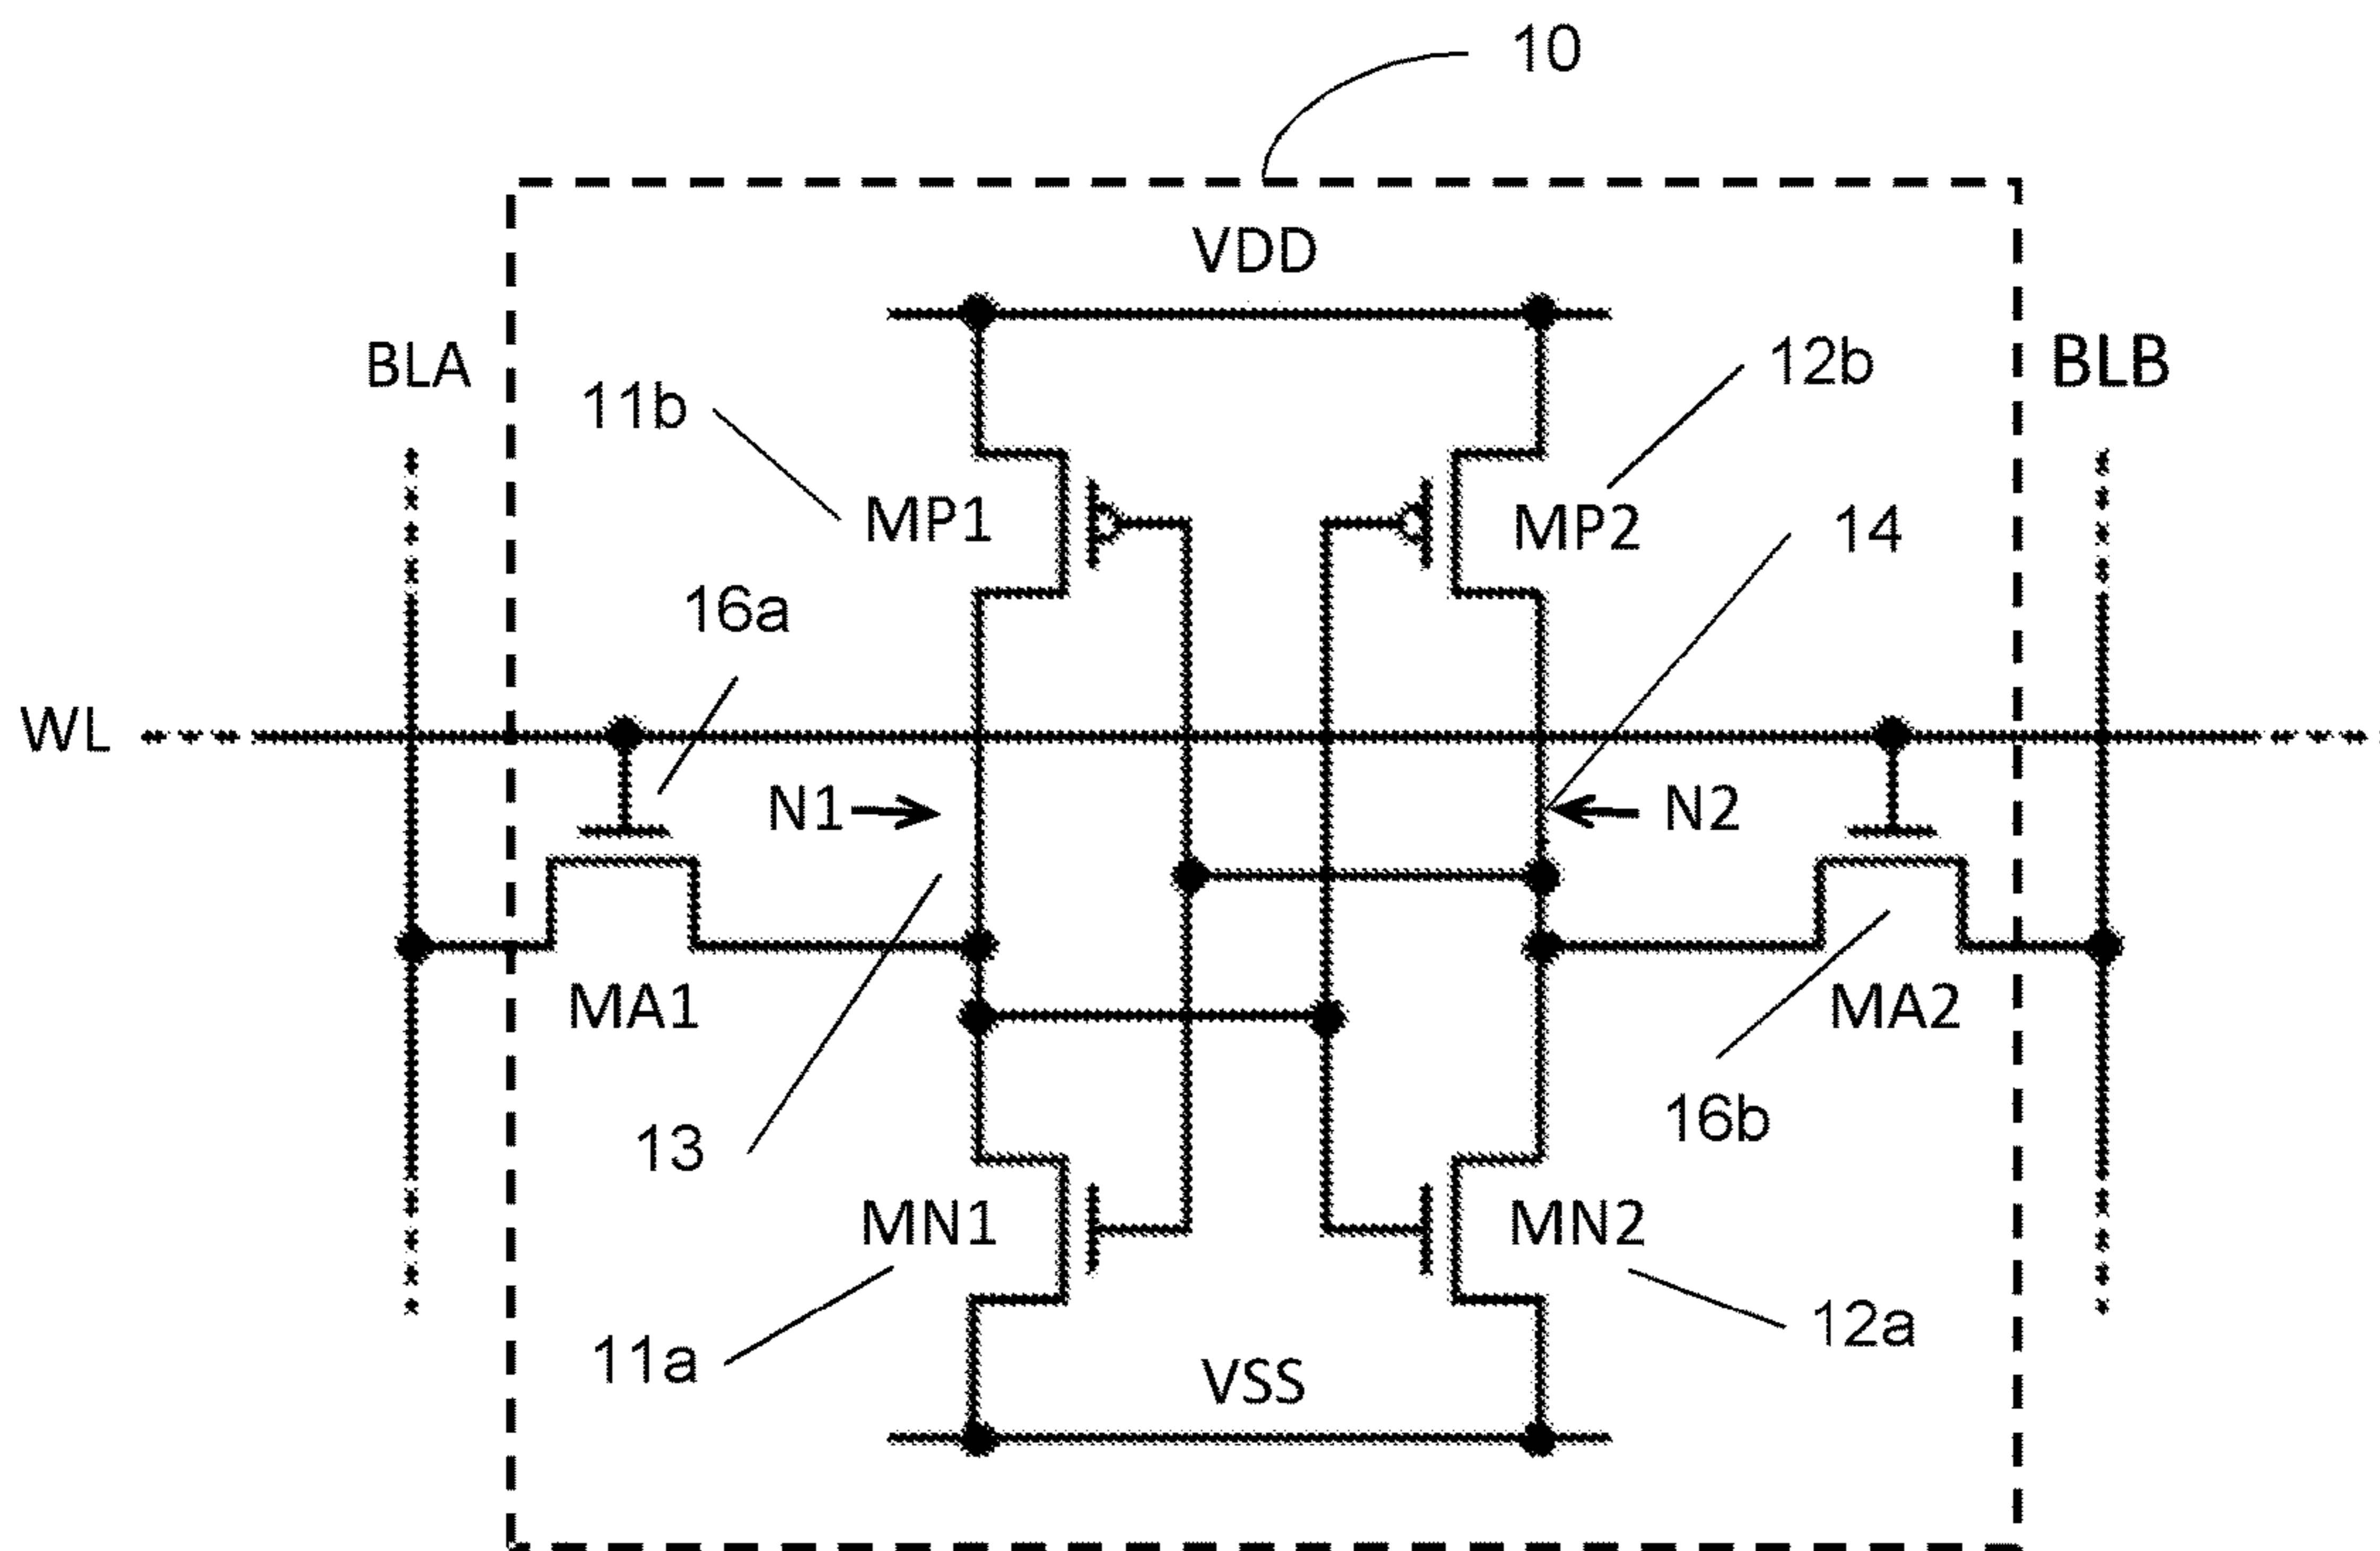 10
VDD
BLA
11b
12b
BLB
MP1
MP2
14
16a
WL
N1
N2
MA1
MA2
13
16b
MN1
MN2
11a
12a
VSS